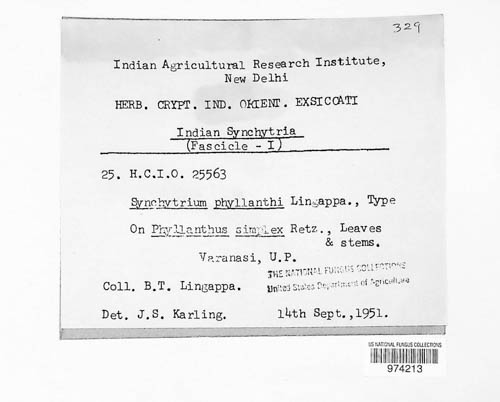 329
Indian Agricultural Research Institute,
New Delhi
HERB. CRYPT. IND. ORIENT. EXSICCATI
Indian Synchytria
(Fascicle - I)
25. H.C.I.O. 25563
Synchytrium phyllanthi Lingappa., Type
On Phyllanthus simplex Retz., Leaves
& stems.
Varanasi, U.P.
THE NATIONAL FUNGUS COLLECTIONS
Coll. B.T. Lingappa.
United States Department of Agriculture
Det. J.S. Karling. 14th Sept.,1951.
US NATIONAL FUNGUS COLLECTIONS
974213